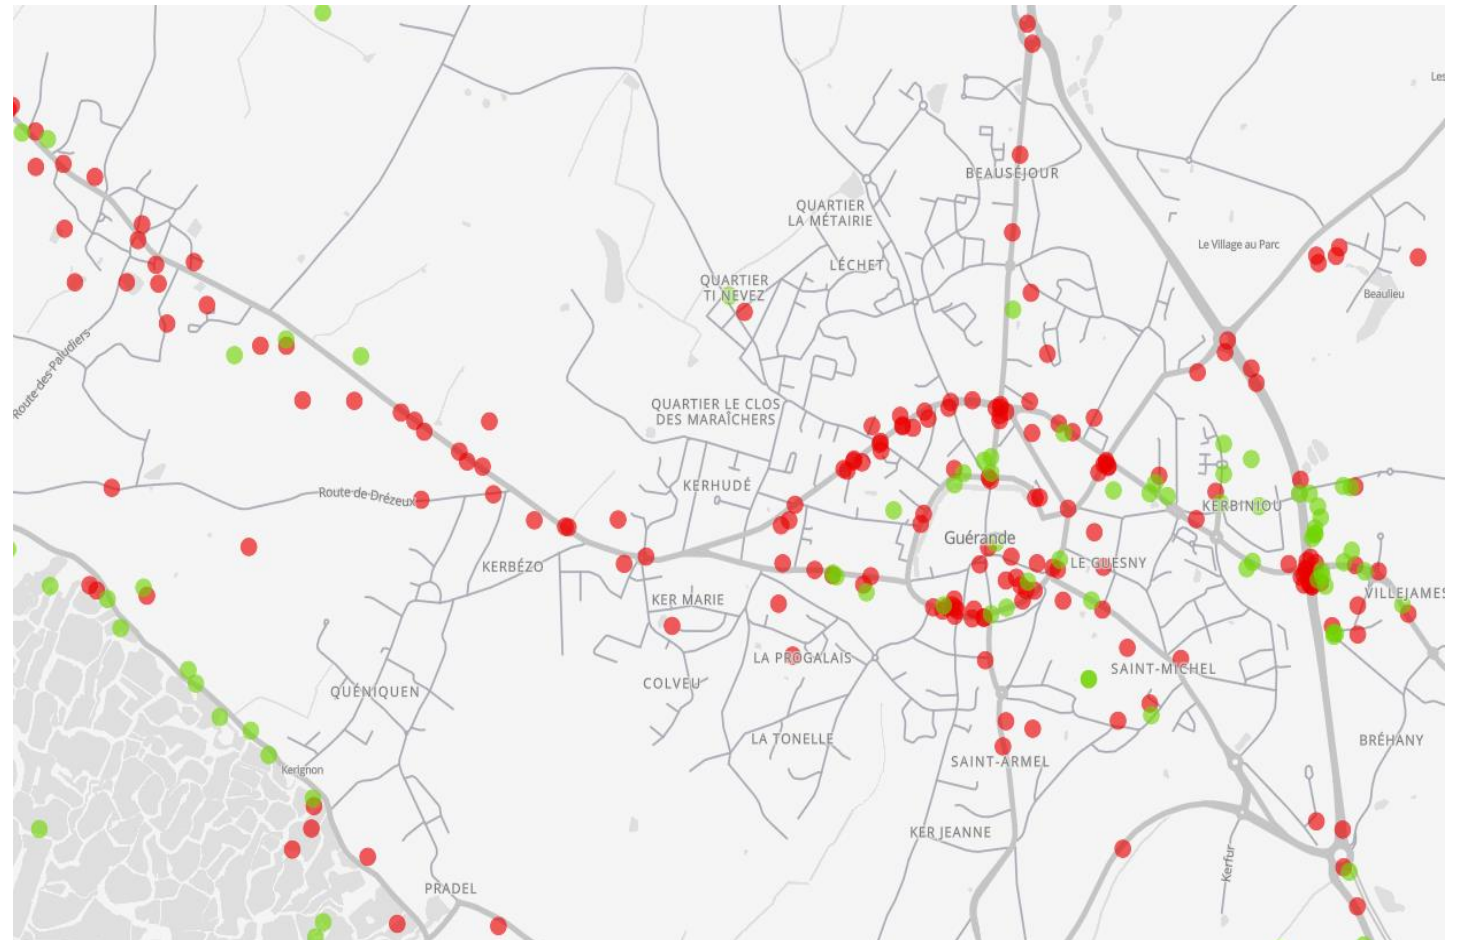 Les
BEAUSÉJOUR
QUARTIER
LA MÉTAIRIE
Le Village au Parc
LÉCHET
QUARTIER
TI NEVEZ
Beaulieu
Route des Paludiers
QUARTIER LE CLOS
DES MARAÎCHERS
KERHUDÉ
Route de Drézeux
KERBINIOU
Guérande
KERBÉZO
LE GUESNY
VILLEJAMES
KER MARIE
LA PROGALAIS
SAINT-MICHEL
COLVEU
QUÉNIQUEN
LA TONELLE
BRÉHANY
SAINT-ARMEL
Kerignon
KER JEANNE
Kerfur
PRADEL